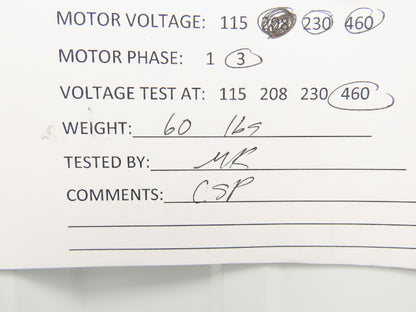 MOTOR VOLTAGE: 115 208 230 460
MOTOR PHASE: 1 3
VOLTAGE TEST AT: 115 208 230 460
WEIGHT: 60 lbs
TESTED BY: MR
COMMENTS: CSP